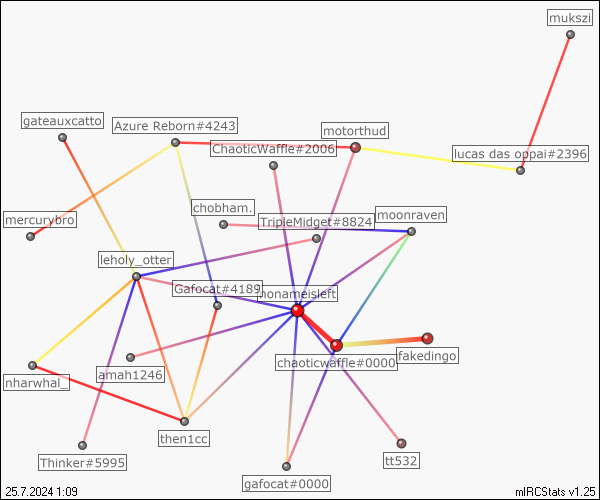 mukszi
gateauxcatto
Azure Reborn#4243
motorthud
ChaoticWaffle#2006
lucas das oppai#2396
chobham.
moonraven
mercurybro
TripleMidget#8824
leholy_otter
Gafocat#4189
nonameisleft
chaoticwaffle#0000
fakedingo
amah1246
nharwhal_
then1cc
Thinker#5995
tt532
gafocat#0000
25.7.2024 1:09
mIRCStats v1.25